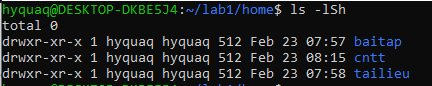 hyquaq@DESKTOP-DKBE5J4:~/lab1/home$ ls -lSh
total 0
drwxr-xr-x 1 hyquaq hyquaq 512 Feb 23 07:57 baitap
drwxr-xr-x 1 hyquaq hyquaq 512 Feb 23 08:15 cntt
drwxr-xr-x 1 hyquaq hyquaq 512 Feb 23 07:58 tailieu